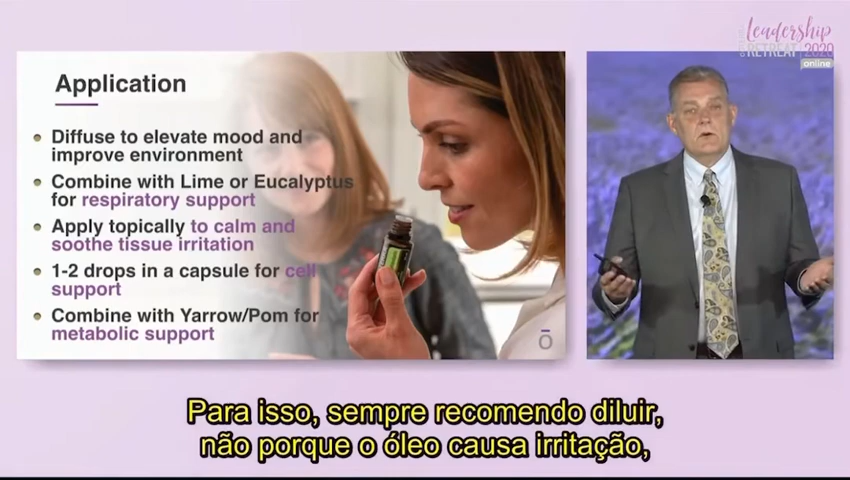 Leadership
RETREAT 2020
online
Application
• Diffuse to elevate mood and
improve environment
• Combine with Lime or Eucalyptus
for respiratory support
• Apply topically to calm and
soothe tissue irritation
• 1-2 drops in a capsule for cell
support
• Combine with Yarrow/Pom for
metabolic support
ō
Para isso, sempre recomendo diluir,
não porque o óleo causa irritação,